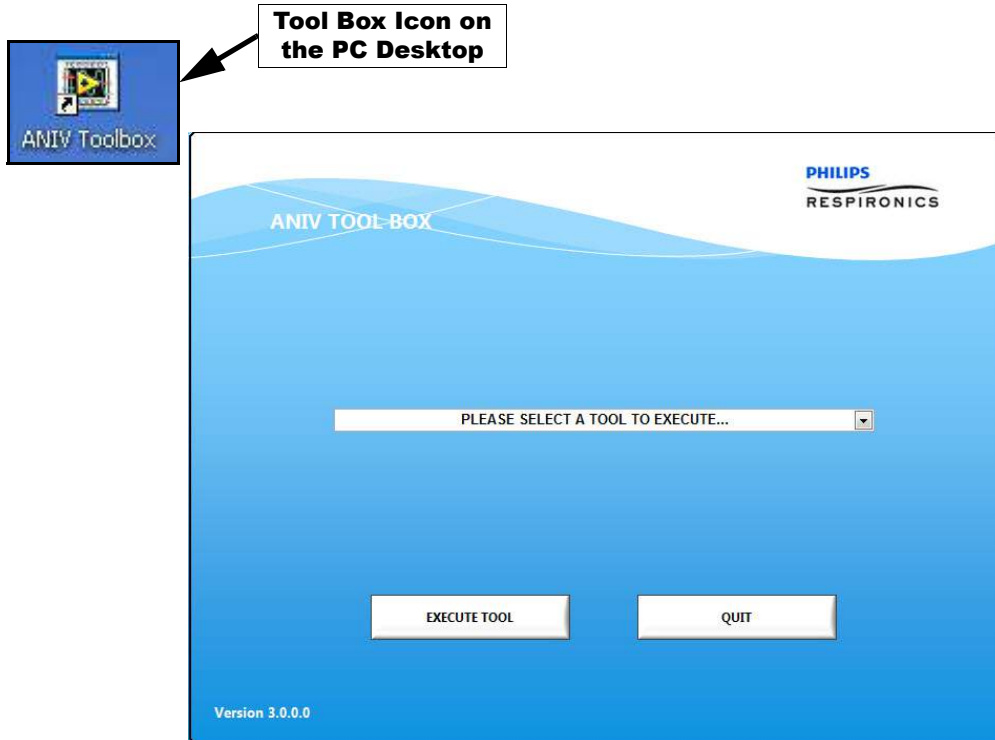 Tool Box Icon on
the PC Desktop
ANIV Toolbox
PHILIPS
RESPIRONICS
ANIV TOOL BOX
PLEASE SELECT A TOOL TO EXECUTE...
EXECUTE TOOL
QUIT
Version 3.0.0.0